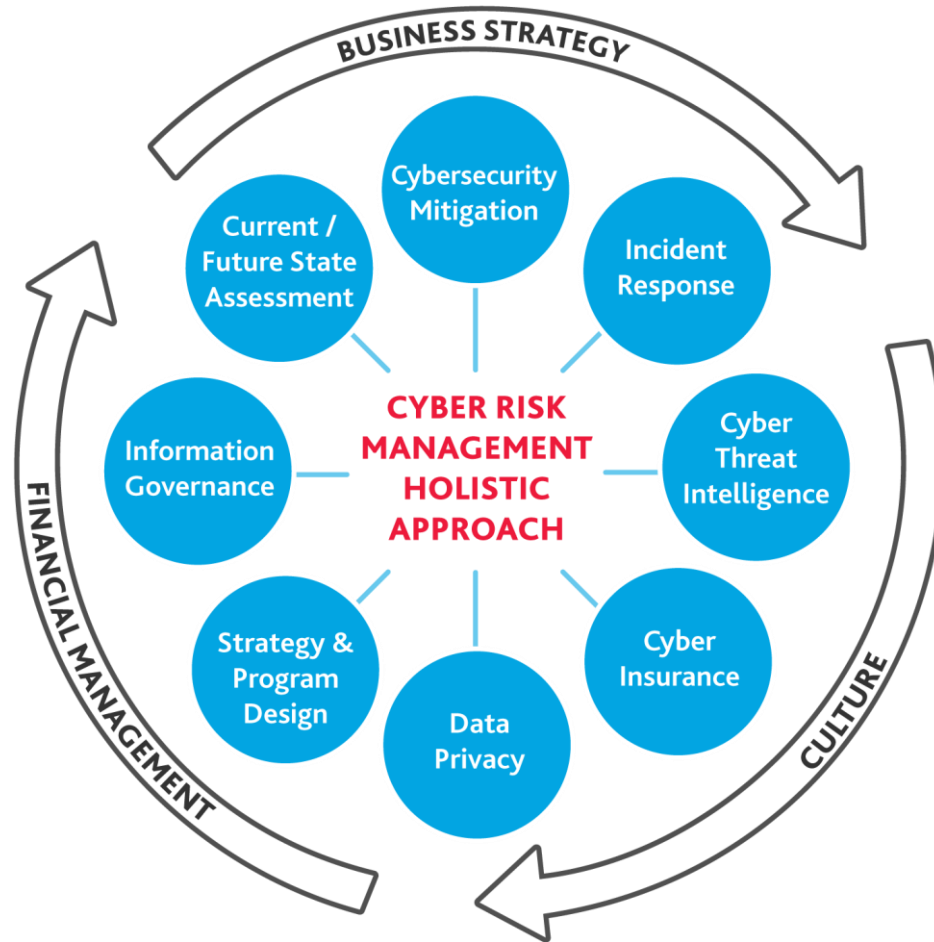 BUSINESS STRATEGY
Cybersecurity
Mitigation
Current /
Future State
Assessment
Incident
Response
CYBER RISK
MANAGEMENT
HOLISTIC
APPROACH
Information
Governance
Cyber
Threat
Intelligence
Strategy &
Program
Design
Cyber
Insurance
Data
Privacy
FINANCIAL MANAGEMENT
CULTURE